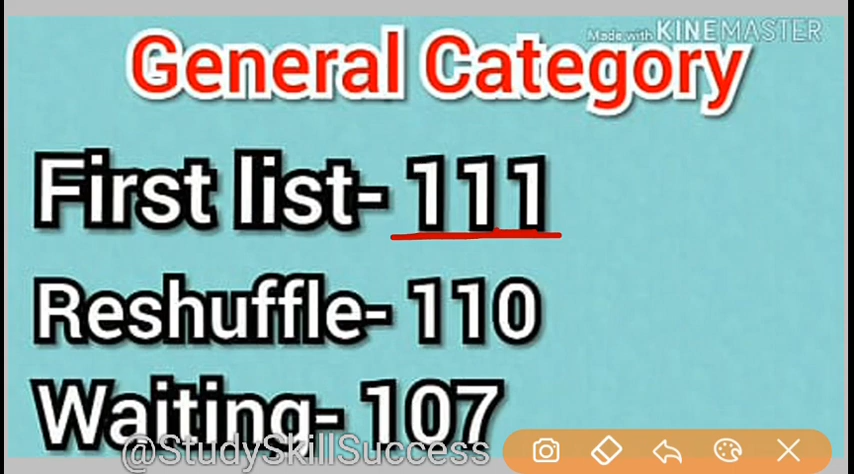 Made with KINEMASTER
General Category
First list- 111
Reshuffle- 110
Waiting- 107
@StudySkillSuccess